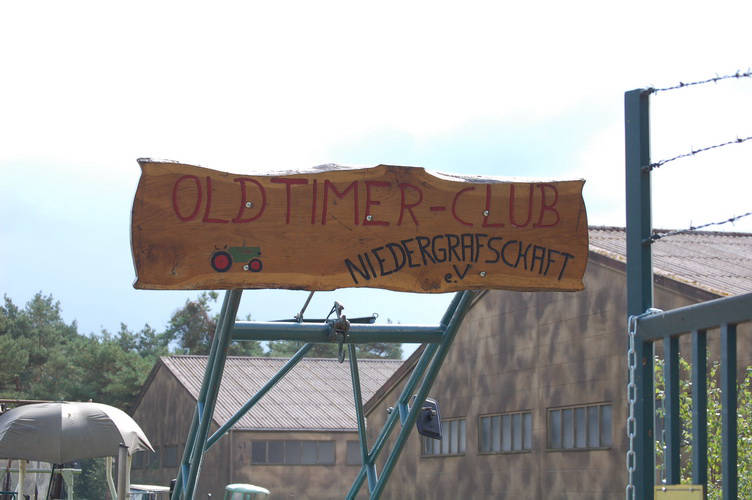 OLDTIMER-CLUB
NIEDERGRAFSCHAFT
e.V